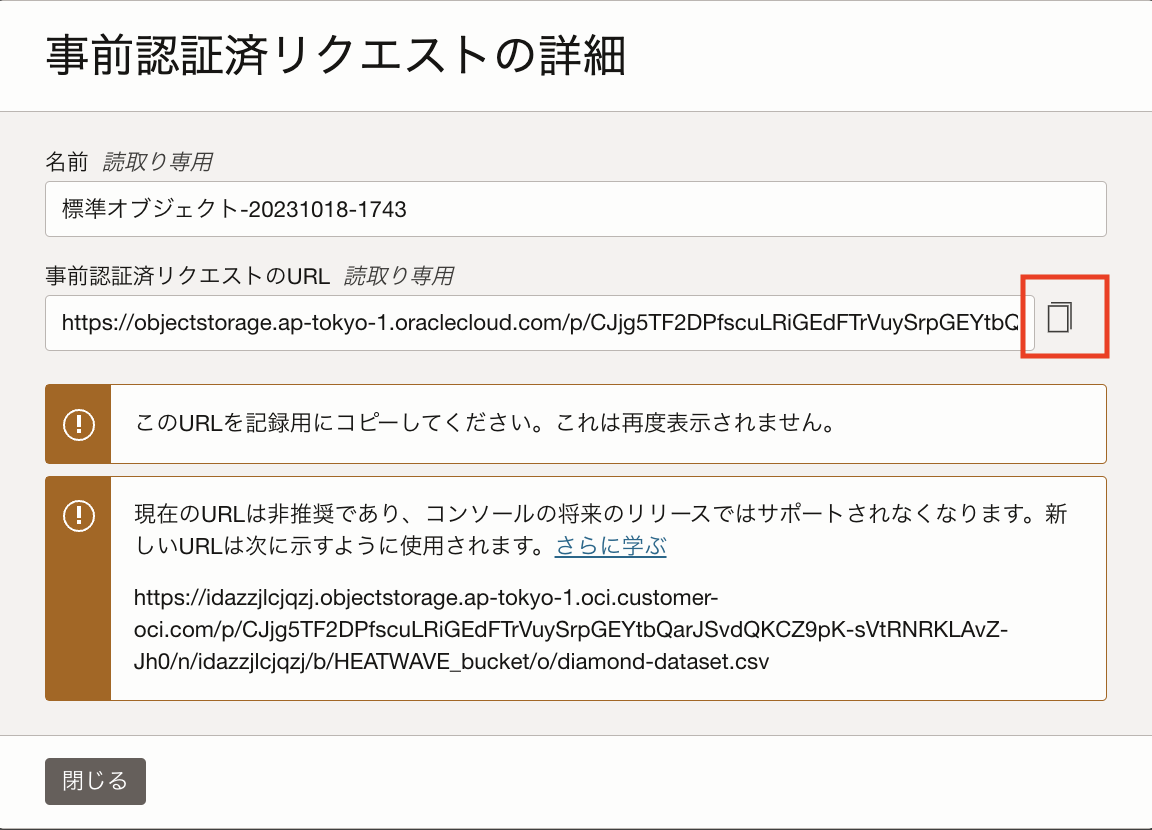 事前認証済リクエストの詳細
名前 読取り専用
標準オブジェクト-20231018-1743
事前認証済リクエストのURL 読取り専用
https://objectstorage.ap-tokyo-1.oraclecloud.com/p/CJjg5TF2DPfscuLRiGEdFTrVuySrpGEYtbQ
このURLを記録用にコピーしてください。これは再度表示されません。
現在のURLは非推奨であり、コンソールの将来のリリースではサポートされなくなります。新
しいURLは次に示すように使用されます。さらに学ぶ
https://idazzjlcjqzj.objectstorage.ap-tokyo-1.oci.customer-
oci.com/p/CJjg5TF2DPfscuLRiGEdFTrVuySrpGEYtbQarJSvdQKCZ9pK-sVtRNRKLAvZ-
Jh0/n/idazzjlcjqzj/b/HEATWAVE_bucket/o/diamond-dataset.csv
閉じる